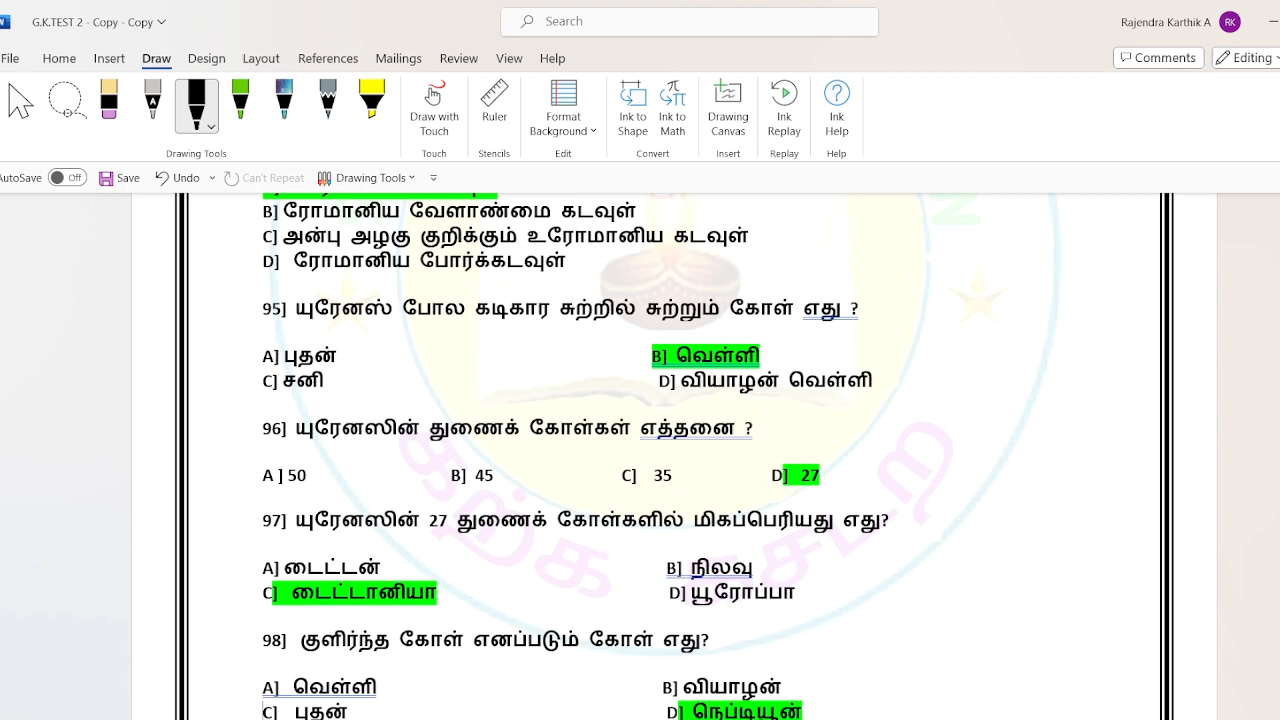 G.K.TEST 2 - Copy - Copy
Search
Rajendra Karthik A RK
File Home Insert Draw Design Layout References Mailings Review View Help
Comments Editing
Draw with Touch
Ruler
Format Background
Ink to Shape
Ink to Math
Drawing Canvas
Ink Replay
Ink Help
Drawing Tools Touch Stencils Edit Convert Insert Replay Help
AutoSave Off Save Undo Can't Repeat Drawing Tools
B] ரோமானிய வேளாண்மை கடவுள்
C] அன்பு அழகு குறிக்கும் உரோமானிய கடவுள்
D] ரோமானிய போர்க்கடவுள்
95] யுரேனஸ் போல கடிகார சுற்றில் சுற்றும் கோள் எது ?
A] புதன் B] வெள்ளி
C] சனி D] வியாழன் வெள்ளி
96] யுரேனஸின் துணைக் கோள்கள் எத்தனை ?
A ] 50 B] 45 C] 35 D] 27
97] யுரேனஸின் 27 துணைக் கோள்களில் மிகப்பெரியது எது?
A] டைட்டன் B] நிலவு
C] டைட்டானியா D] யூரோப்பா
98] குளிர்ந்த கோள் எனப்படும் கோள் எது?
A] வெள்ளி B] வியாழன்
C] புதன் D] நெப்டியூன்